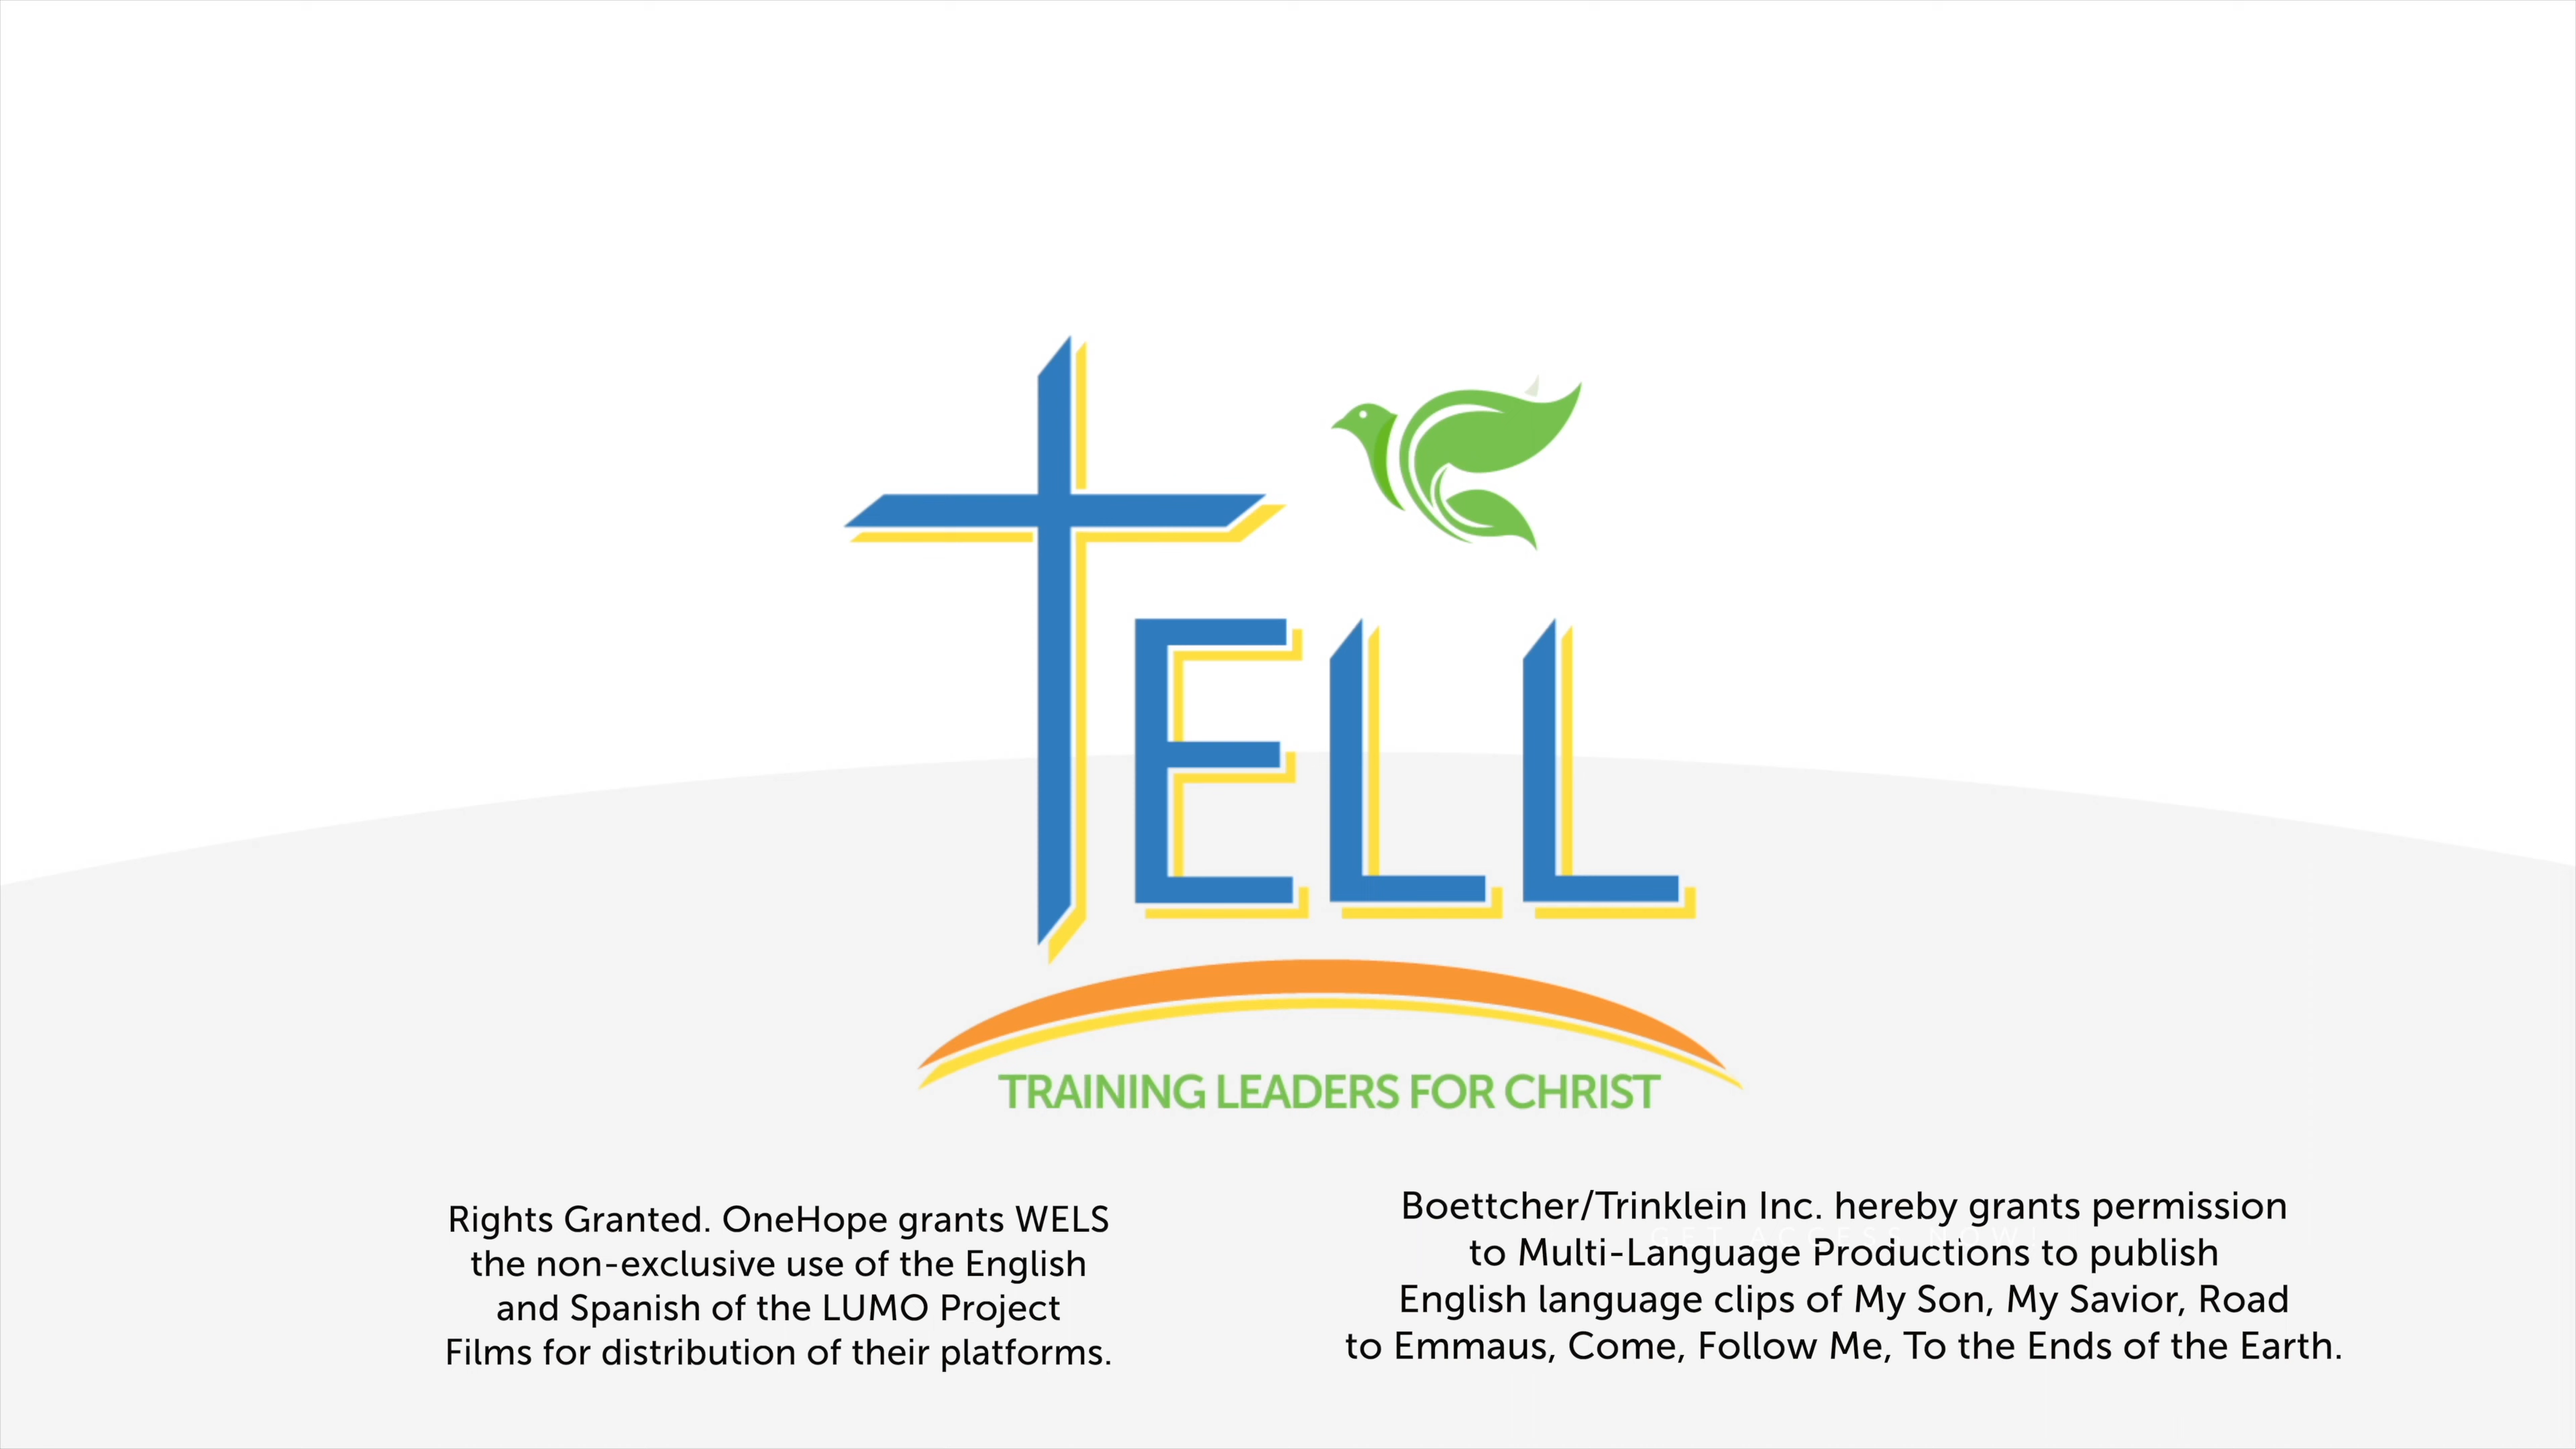 TELL
TRAINING LEADERS FOR CHRIST
Rights Granted. OneHope grants WELS
the non-exclusive use of the English
and Spanish of the LUMO Project
Films for distribution of their platforms.
Boettcher/Trinklein Inc. hereby grants permission
GET ACCESS NOW!
to Multi-Language Productions to publish
English language clips of My Son, My Savior, Road
to Emmaus, Come, Follow Me, To the Ends of the Earth.